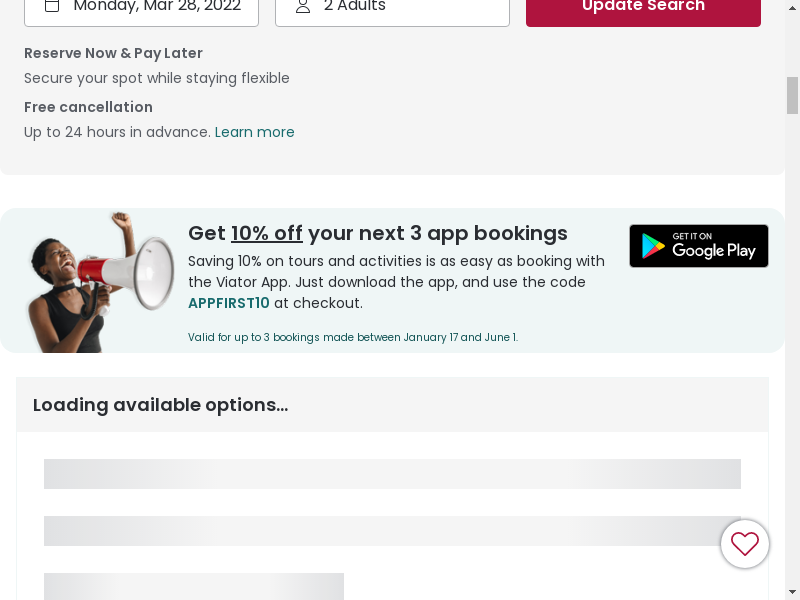 Monday, Mar 28, 2022
2 Adults
Update Search
Reserve Now & Pay Later
Secure your spot while staying flexible
Free cancellation
Up to 24 hours in advance. Learn more
Get 10% off your next 3 app bookings
Saving 10% on tours and activities is as easy as booking with
the Viator App. Just download the app, and use the code
APPFIRST10 at checkout.
Valid for up to 3 bookings made between January 17 and June 1.
GET IT ON
Google Play
Loading available options...